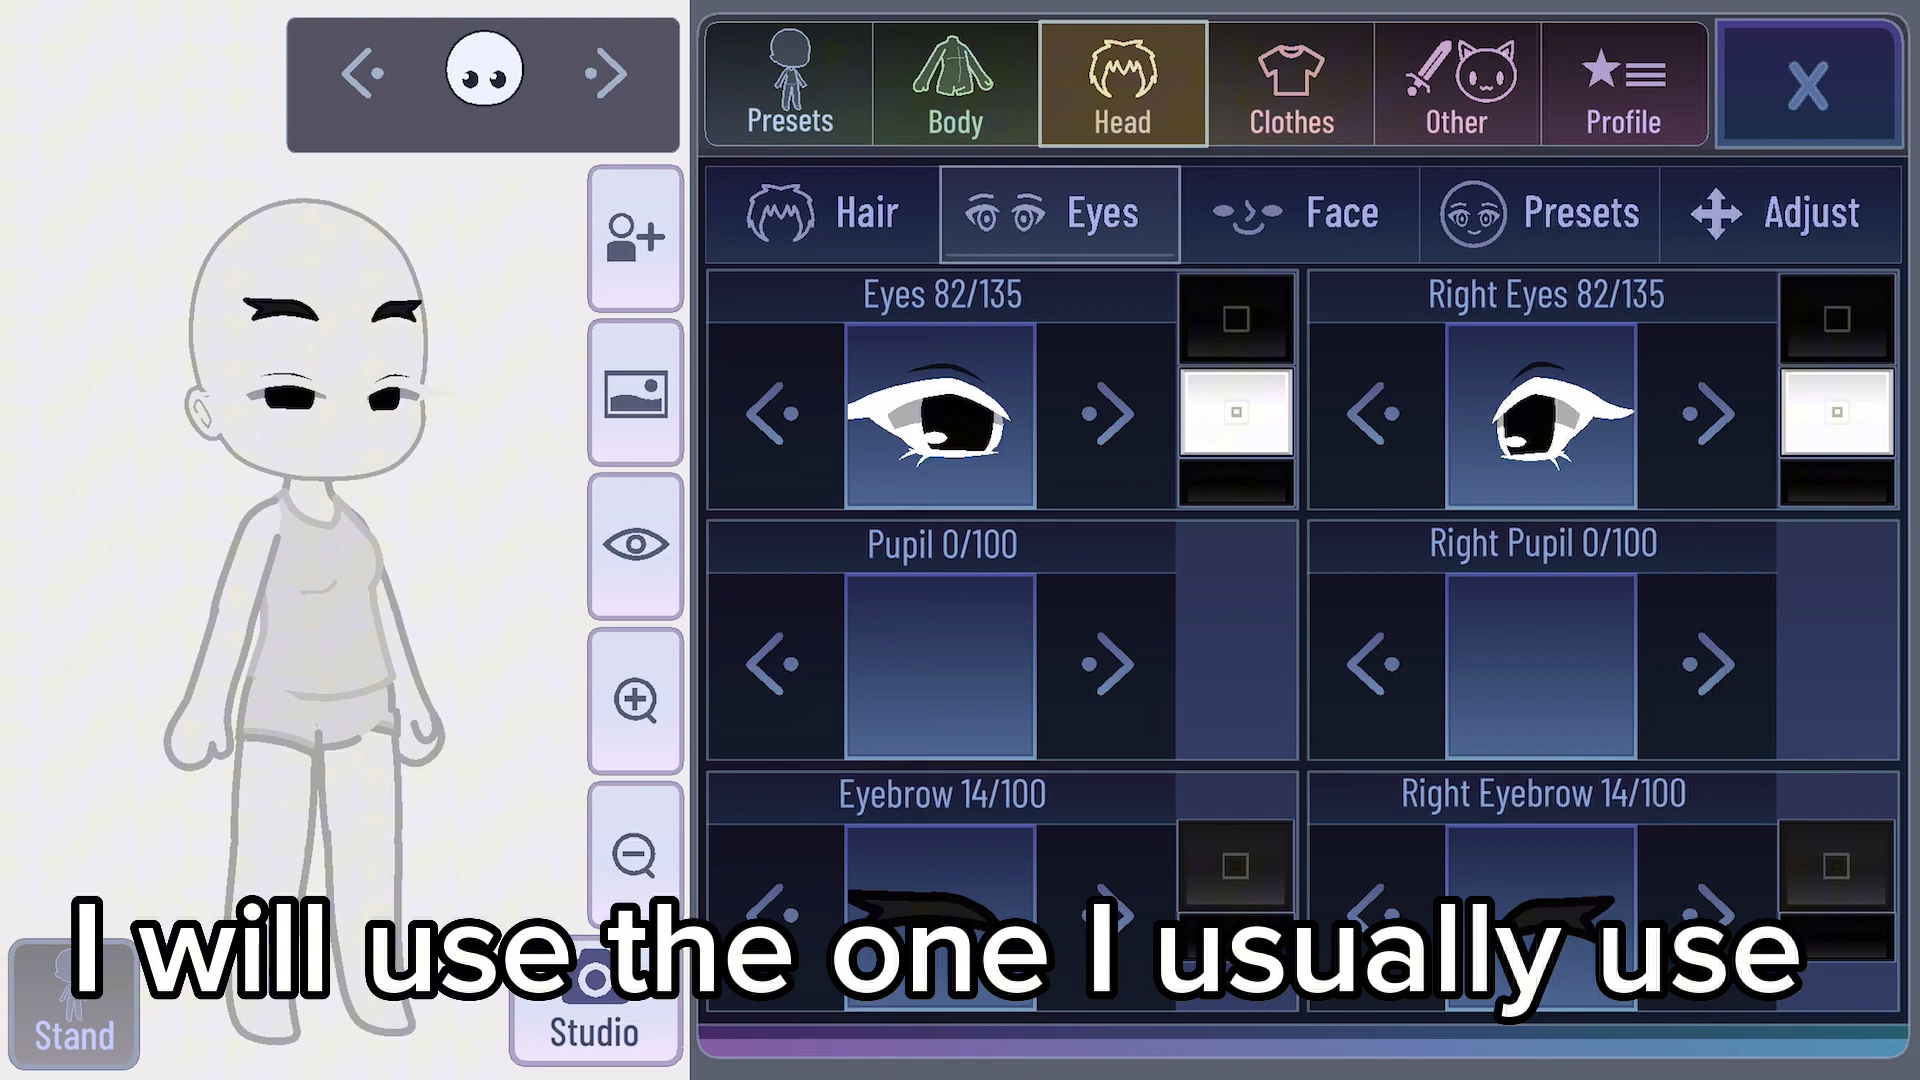 Presets
Body
Head
Clothes
Other
Profile
X
Hair
Eyes
Face
Presets
Adjust
Eyes 82/135
Right Eyes 82/135
Pupil 0/100
Right Pupil 0/100
Eyebrow 14/100
Right Eyebrow 14/100
I will use the one I usually use
Stand
Studio